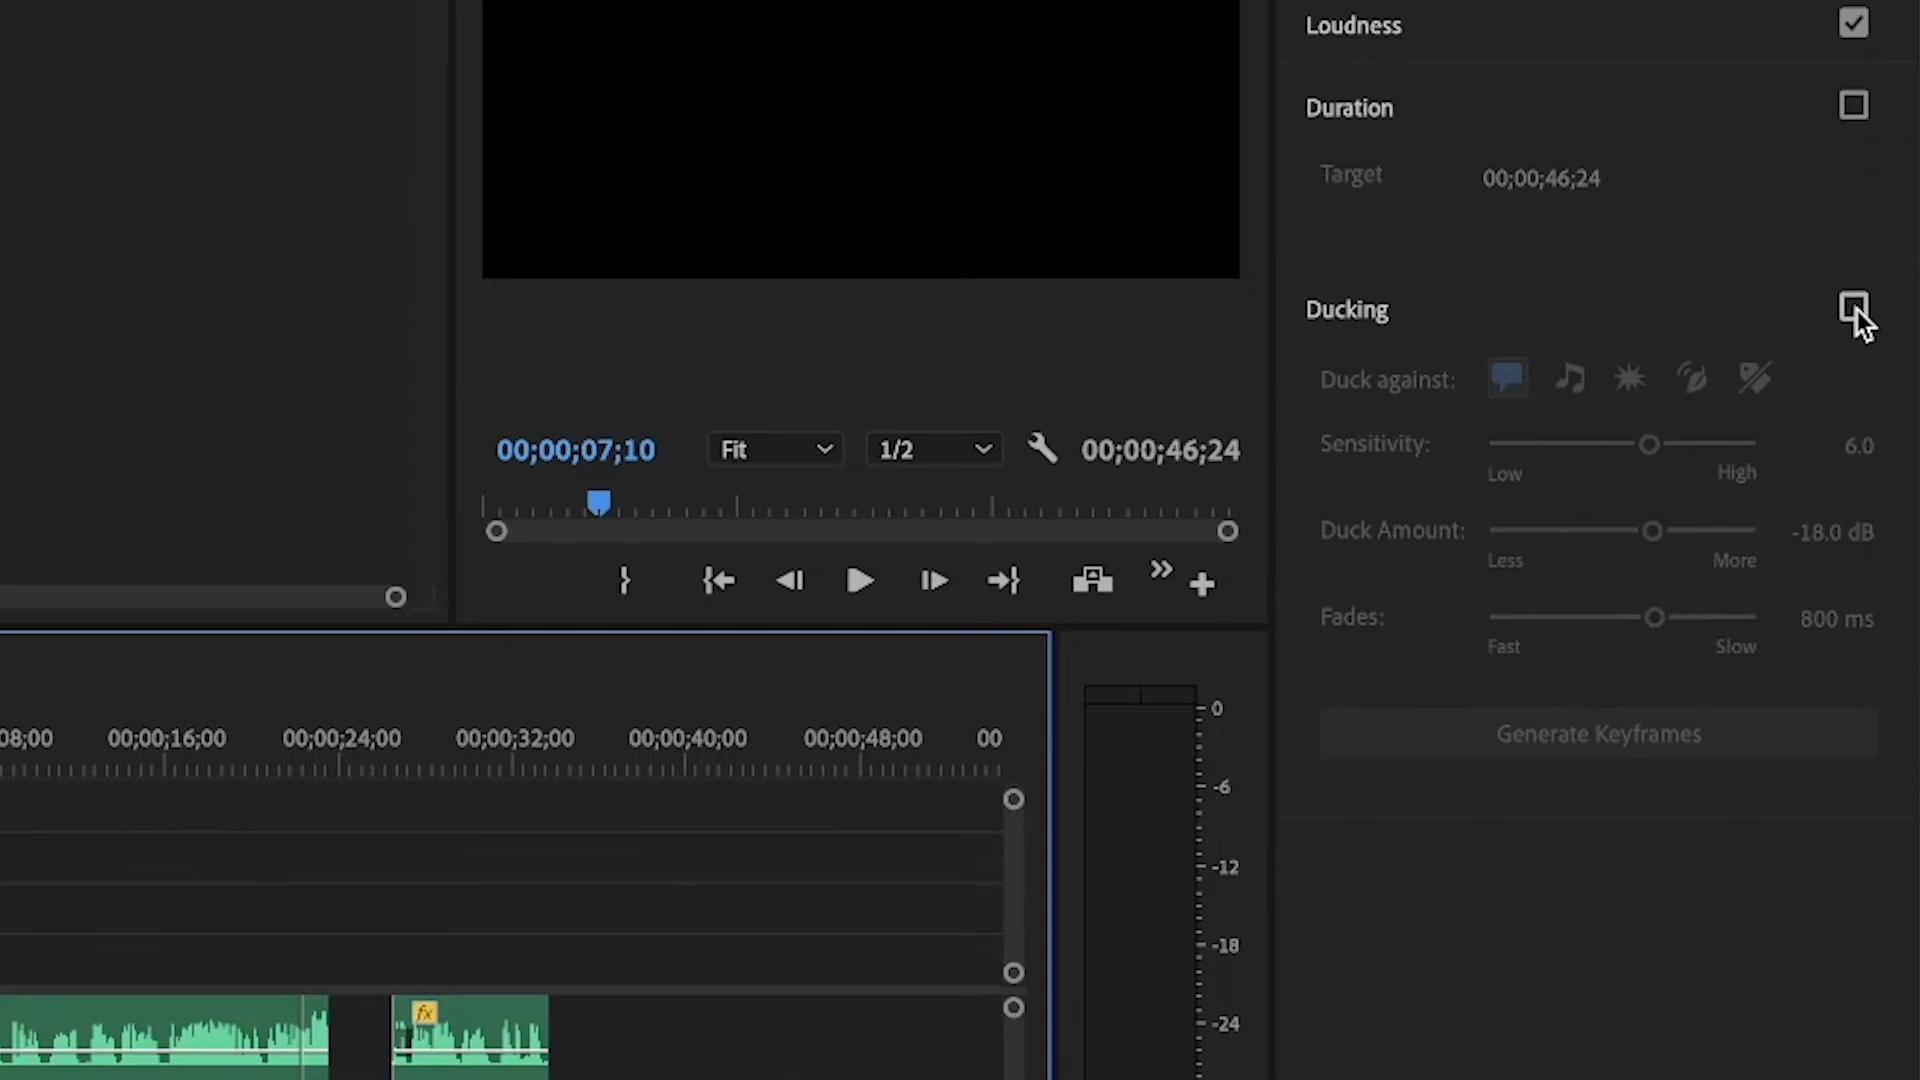 Loudness
Duration
Target 00;00;46;24
Ducking
Duck against:
Sensitivity: 6.0
Low High
Duck Amount: -18.0 dB
Less More
Fades: 800 ms
Fast Slow
Generate Keyframes
00;00;07;10 Fit 1/2 00;00;46;24
08;00 00;00;16;00 00;00;24;00 00;00;32;00 00;00;40;00 00;00;48;00 00
0
-6
-12
-18
-24
fx